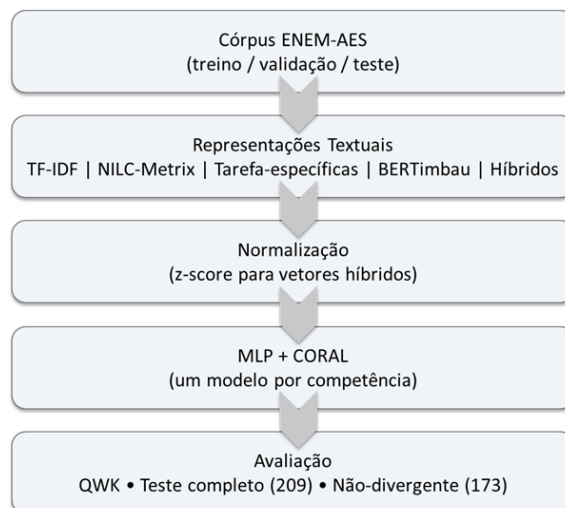 Córpus ENEM-AES
(treino / validação / teste)
Representações Textuais
TF-IDF | NILC-Metrix | Tarefa-específicas | BERTimbau | Híbridos
Normalização
(z-score para vetores híbridos)
MLP + CORAL
(um modelo por competência)
Avaliação
QWK • Teste completo (209) • Não-divergente (173)